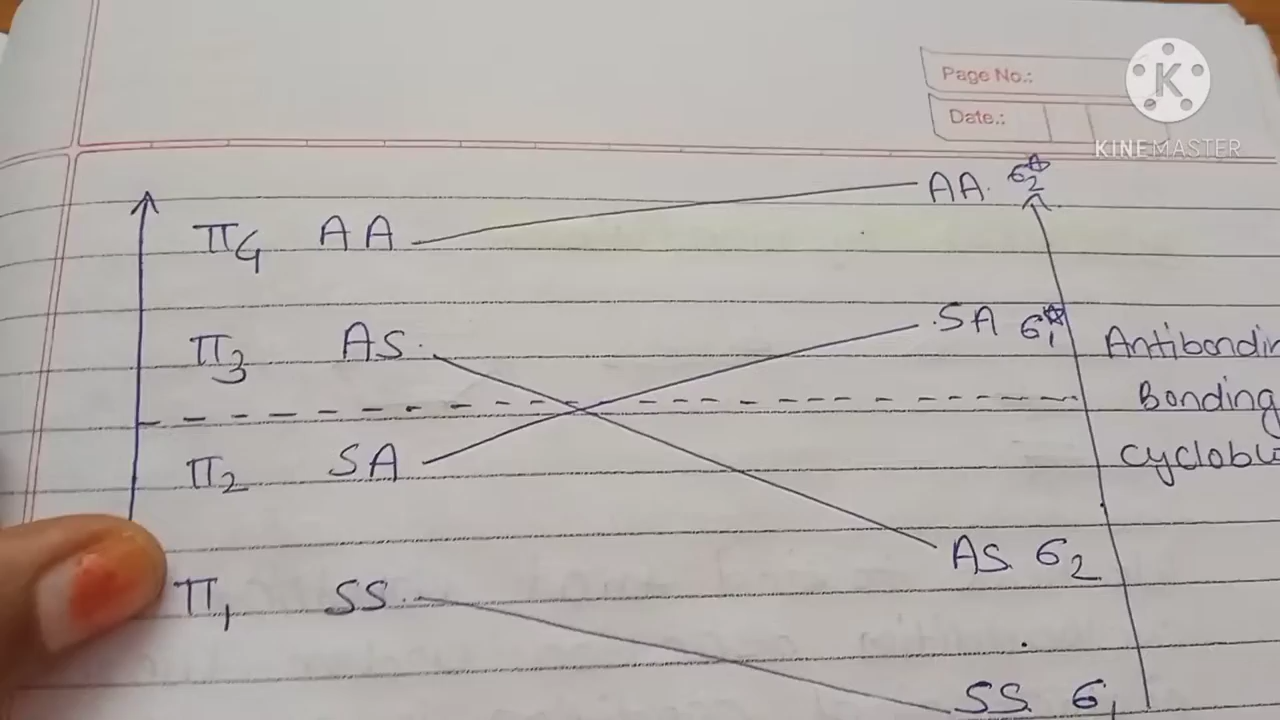 Page No.:
Date.:
KINEMASTER
π4 AA AA. σ2*
π3 AS. .SA σ1*
Antibondin
Bonding
π2 SA cyclobu
AS. σ2
π1 SS. SS. σ1